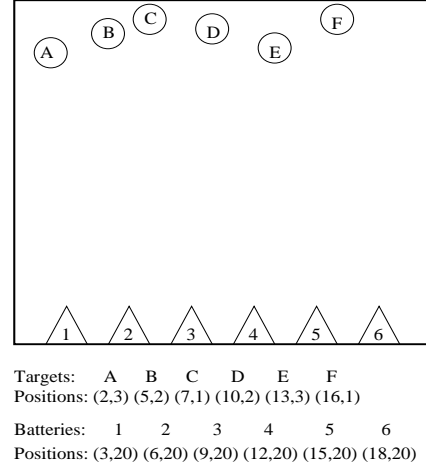 A B C D E F
1 2 3 4 5 6
Targets: A B C D E F
Positions: (2,3) (5,2) (7,1) (10,2) (13,3) (16,1)
Batteries: 1 2 3 4 5 6
Positions: (3,20) (6,20) (9,20) (12,20) (15,20) (18,20)